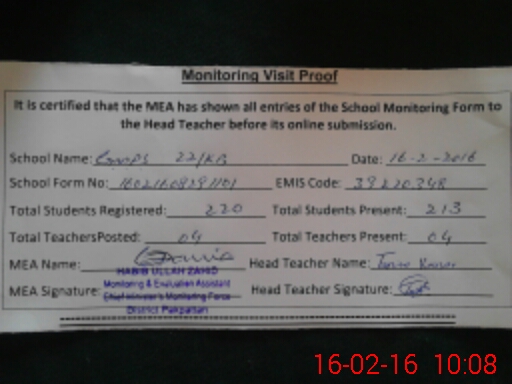 Monitoring Visit Proof
It is certified that the MEA has shown all entries of the School Monitoring Form to
the Head Teacher before its online submission.
School Name: GMPS 22/KB Date: 16-2-2016
School Form No: EMIS Code: 39220348
Total Students Registered: 220 Total Students Present: 213
Total TeachersPosted: 04 Total Teachers Present: 04
MEA Name: Head Teacher Name:
HABIB ULLAH ZAHID
Monitoring & Evaluation Assistant
MEA Signature: Chief Minister's Monitoring Force Head Teacher Signature:
District Pakpattan
16-02-16 10:08